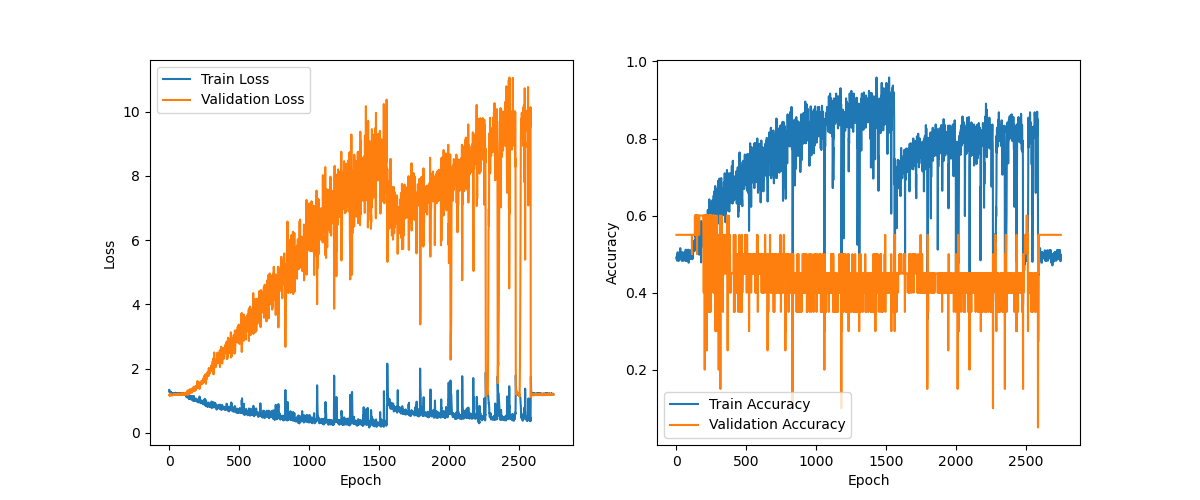 Train Loss
Validation Loss
Loss
10
8
6
4
2
0
0 500 1000 1500 2000 2500
Epoch
Accuracy
1.0
0.8
0.6
0.4
0.2
Train Accuracy
Validation Accuracy
0 500 1000 1500 2000 2500
Epoch